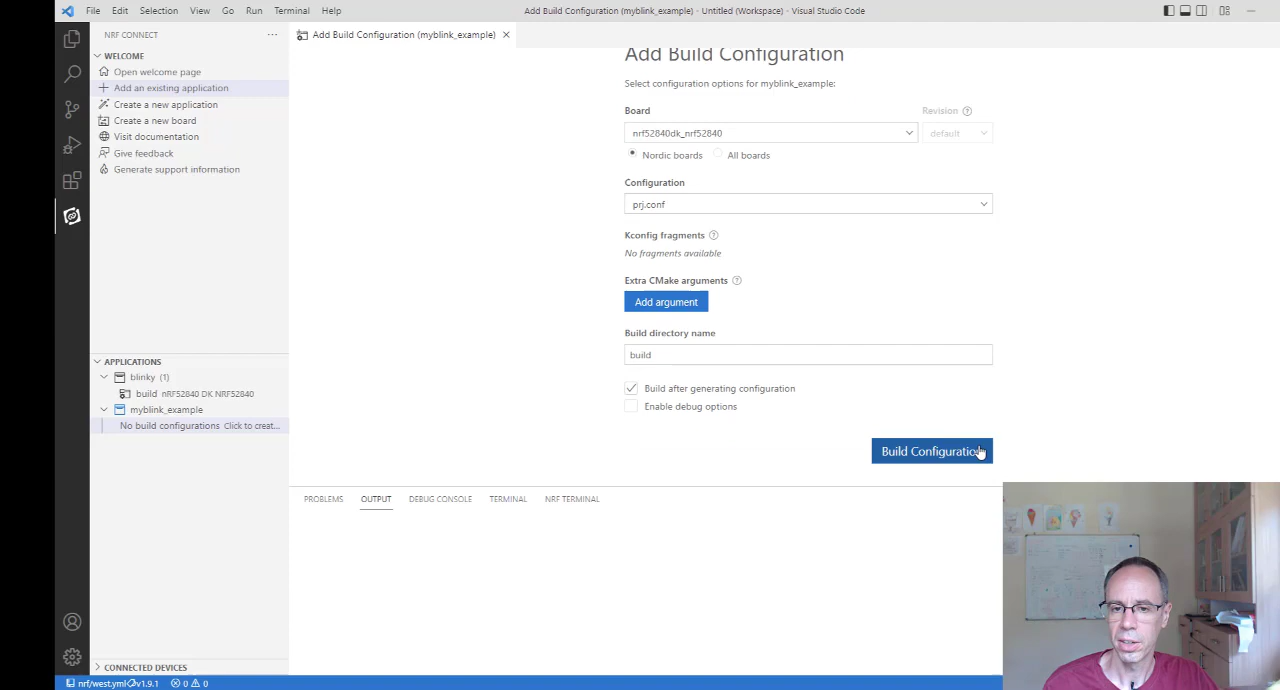 File Edit Selection View Go Run Terminal Help
Add Build Configuration (myblink_example) - Untitled (Workspace) - Visual Studio Code
NRF CONNECT
WELCOME
Open welcome page
Add an existing application
Create a new application
Create a new board
Visit documentation
Give feedback
Generate support information
APPLICATIONS
blinky (1)
build nRF52840 DK NRF52840
myblink_example
No build configurations Click to creat...
CONNECTED DEVICES
Add Build Configuration (myblink_example)
Add Build Configuration
Select configuration options for myblink_example:
Board
Revision
nrf52840dk_nrf52840
default
Nordic boards
All boards
Configuration
prj.conf
Kconfig fragments
No fragments available
Extra CMake arguments
Add argument
Build directory name
build
Build after generating configuration
Enable debug options
Build Configuration
PROBLEMS OUTPUT DEBUG CONSOLE TERMINAL NRF TERMINAL
nrf/west.yml v1.9.1 0 0